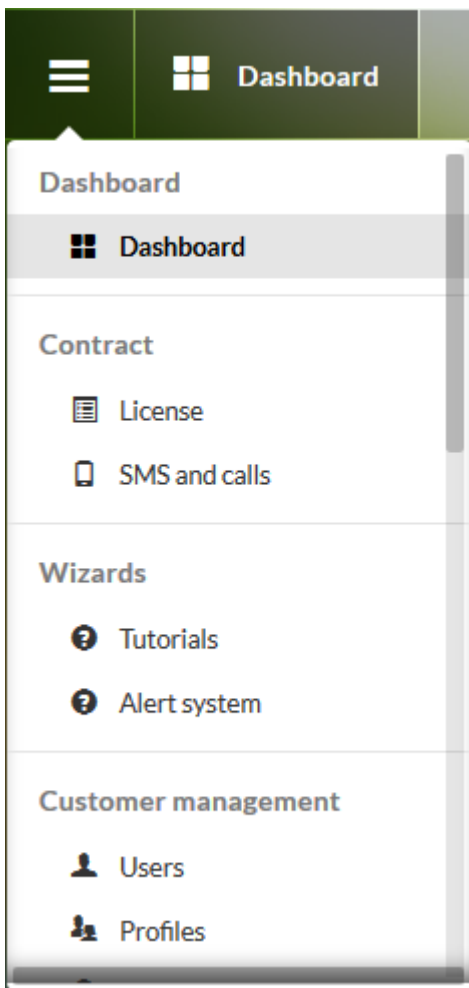 Dashboard
Dashboard
Dashboard
Contract
License
SMS and calls
Wizards
Tutorials
Alert system
Customer management
Users
Profiles